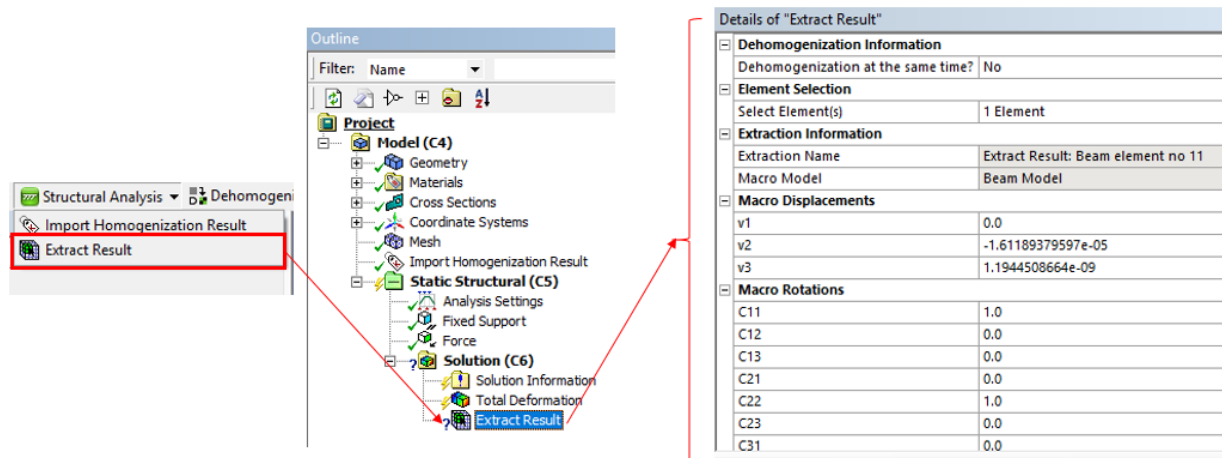 Structural Analysis
Dehomogeni
Import Homogenization Result
Extract Result
Outline
Filter: Name
Project
Model (C4)
Geometry
Materials
Cross Sections
Coordinate Systems
Mesh
Import Homogenization Result
Static Structural (C5)
Analysis Settings
Fixed Support
Force
Solution (C6)
Solution Information
Total Deformation
Extract Result
Details of "Extract Result"
Dehomogenization Information
Dehomogenization at the same time? No
Element Selection
Select Element(s) 1 Element
Extraction Information
Extraction Name Extract Result: Beam element no 11
Macro Model Beam Model
Macro Displacements
v1 0.0
v2 -1.61189379597e-05
v3 1.1944508664e-09
Macro Rotations
C11 1.0
C12 0.0
C13 0.0
C21 0.0
C22 1.0
C23 0.0
C31 0.0